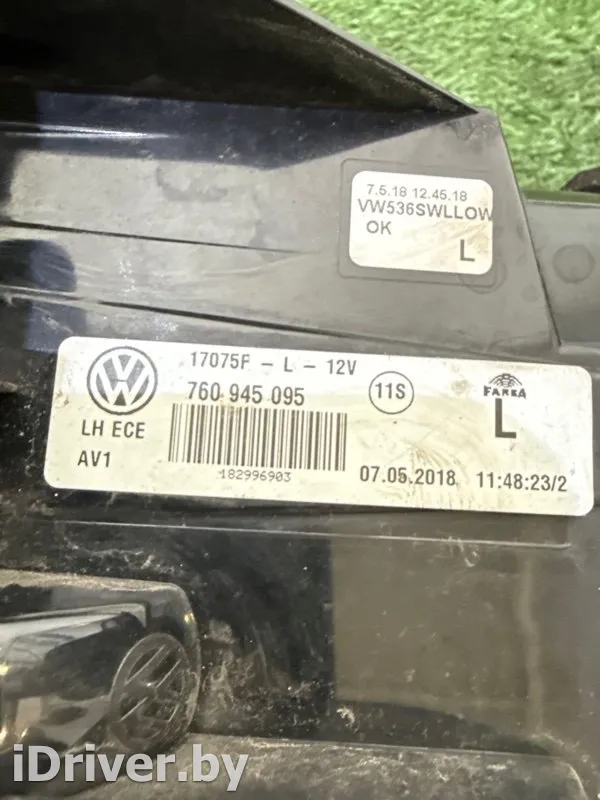 7.5.18 12.45.18
VW536SWLLOW
OK
L
17075F - L - 12V
760 945 095
11S
FARBA
L
LH ECE
AV1
182996903
07.05.2018 11:48:23/2
iDriver.by